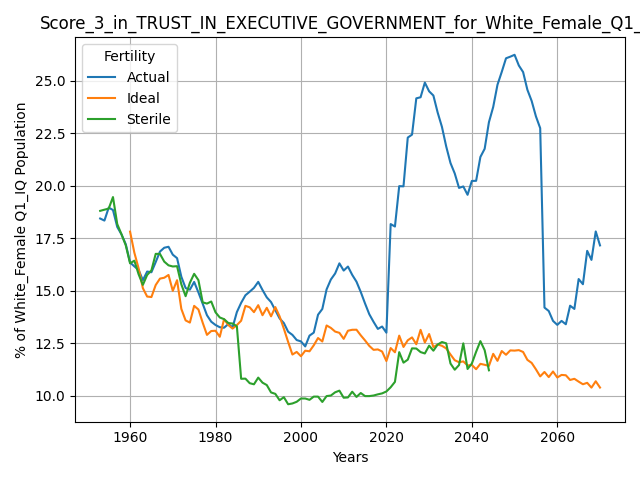 Score_3_in_TRUST_IN_EXECUTIVE_GOVERNMENT_for_White_Female_Q1_
Fertility
Actual
Ideal
Sterile
% of White_Female Q1_IQ Population
25.0
22.5
20.0
17.5
15.0
12.5
10.0
1960 1980 2000 2020 2040 2060
Years